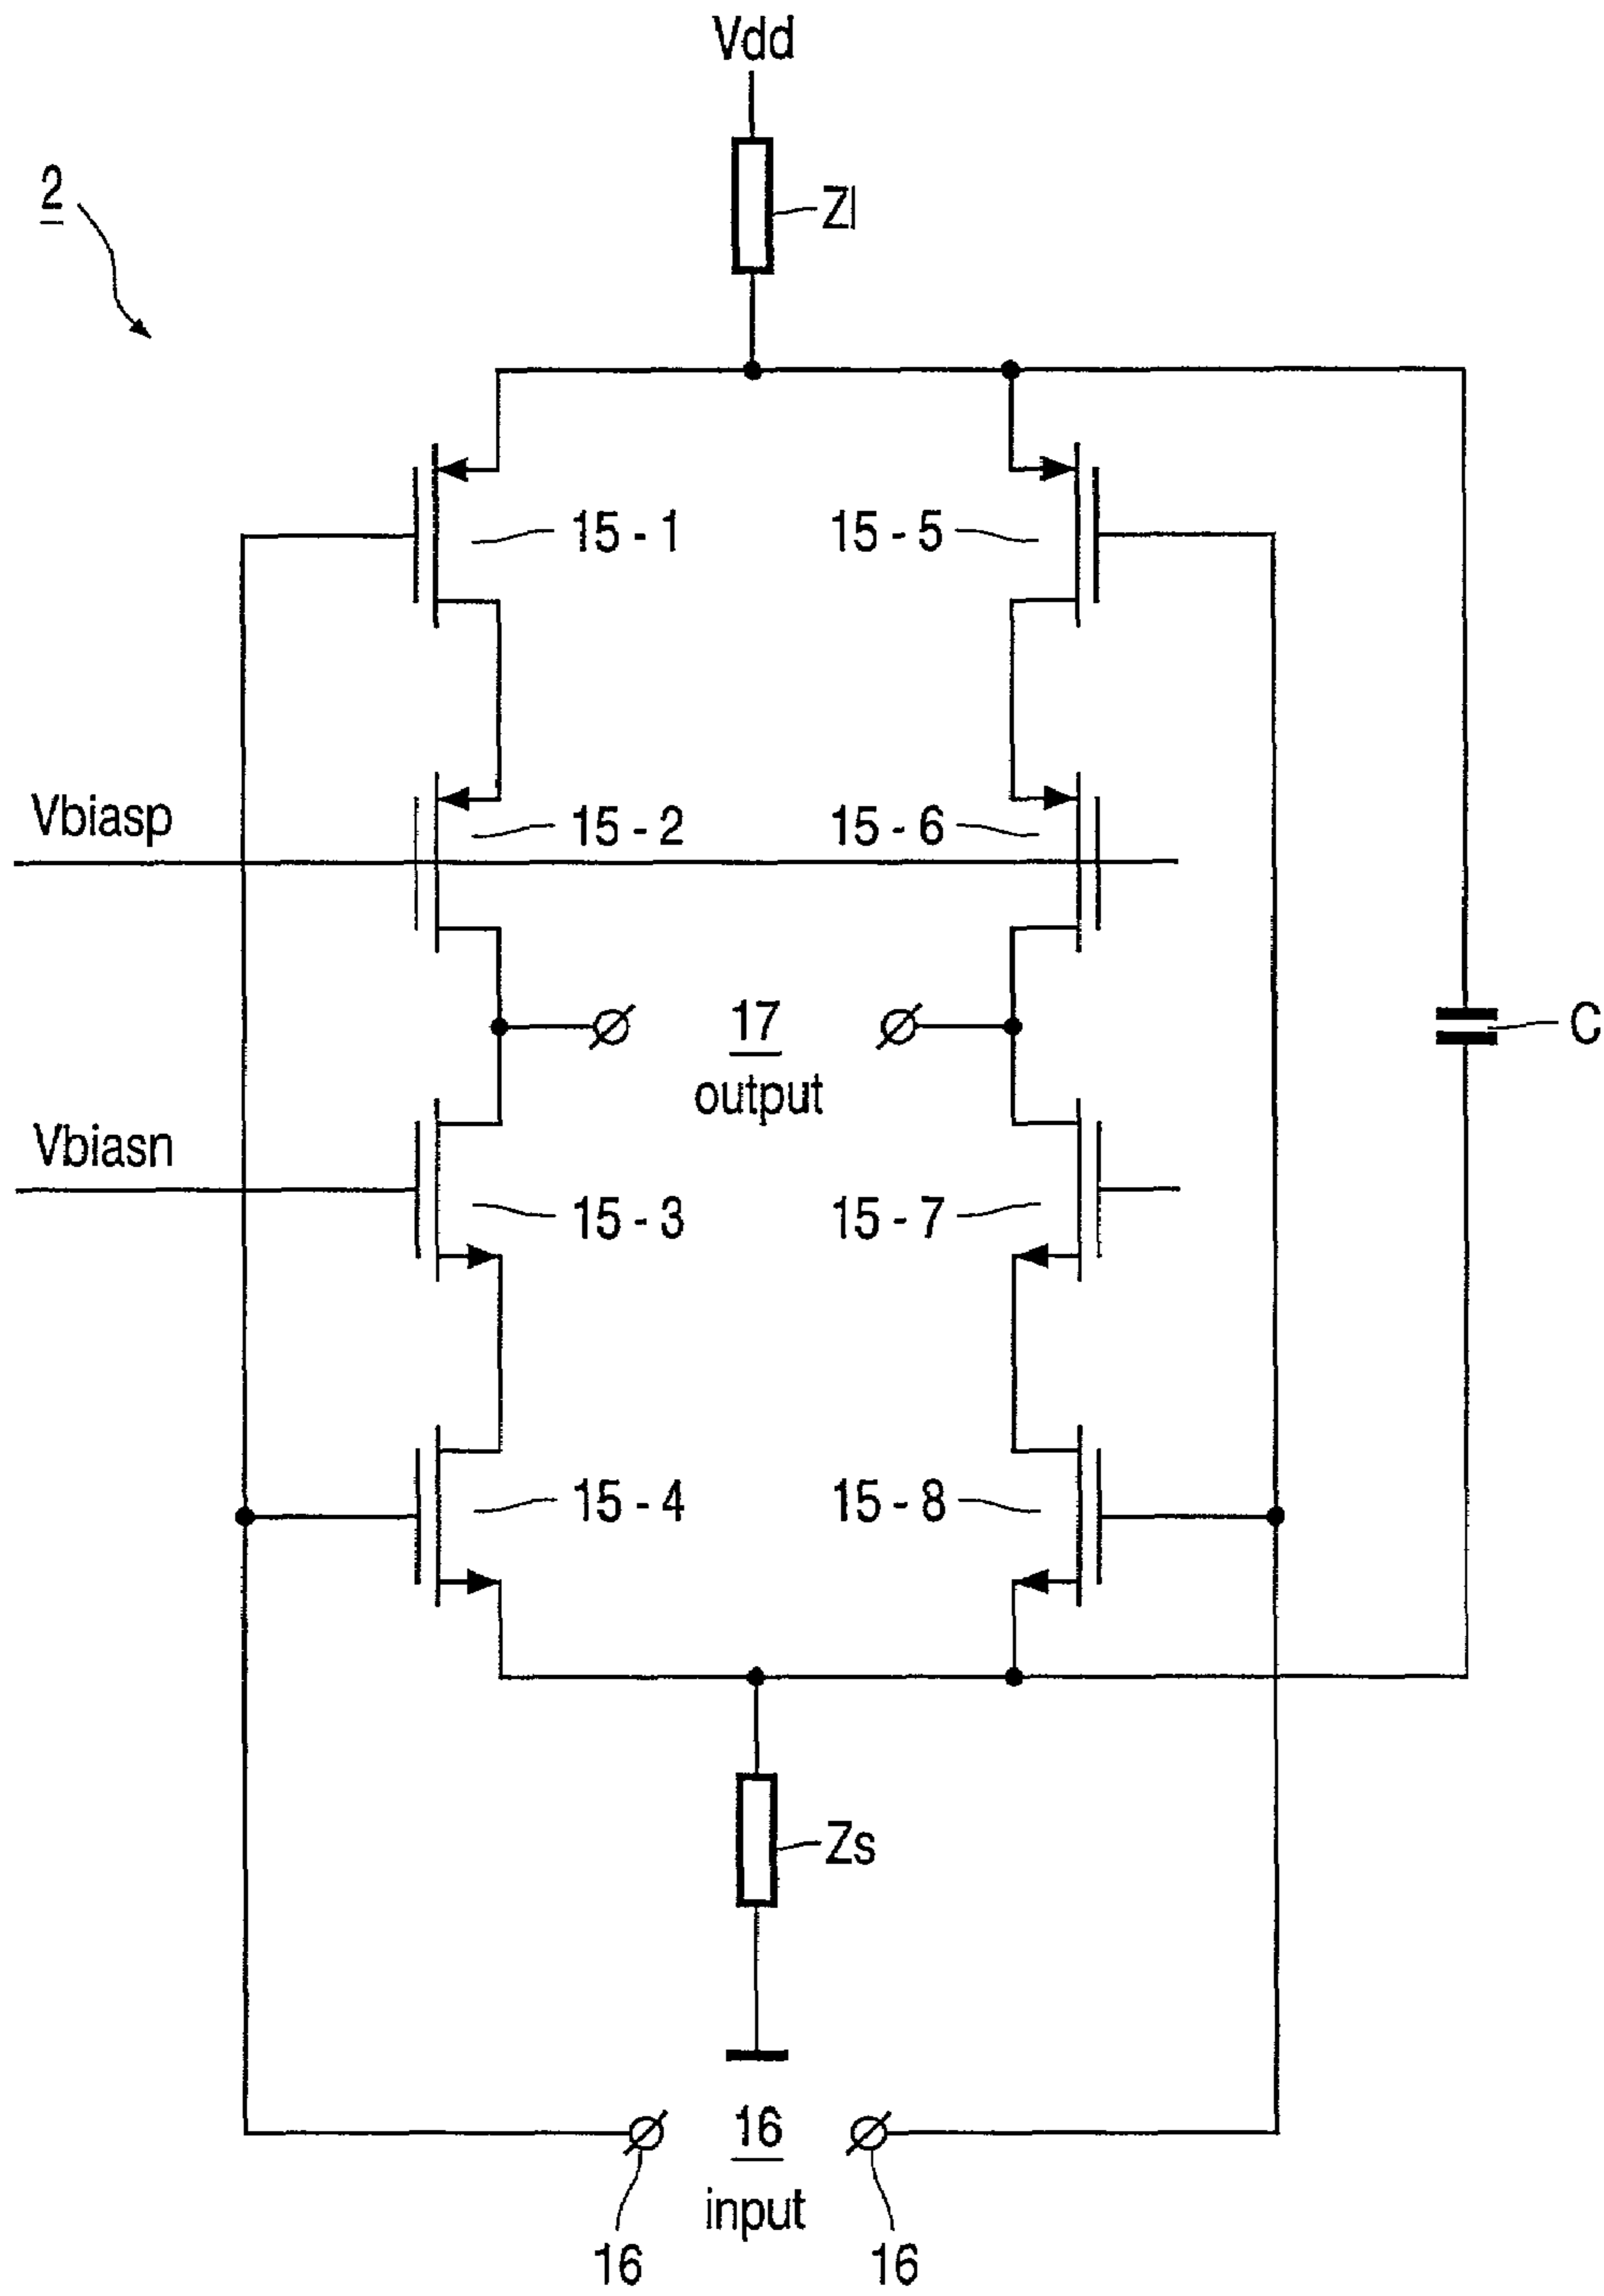 Vdd
2
Zl
15 - 1
15 - 5
Vbiasp
15 - 2
15 - 6
17
output
C
Vbiasn
15 - 3
15 - 7
15 - 4
15 - 8
Zs
16
input
16
16